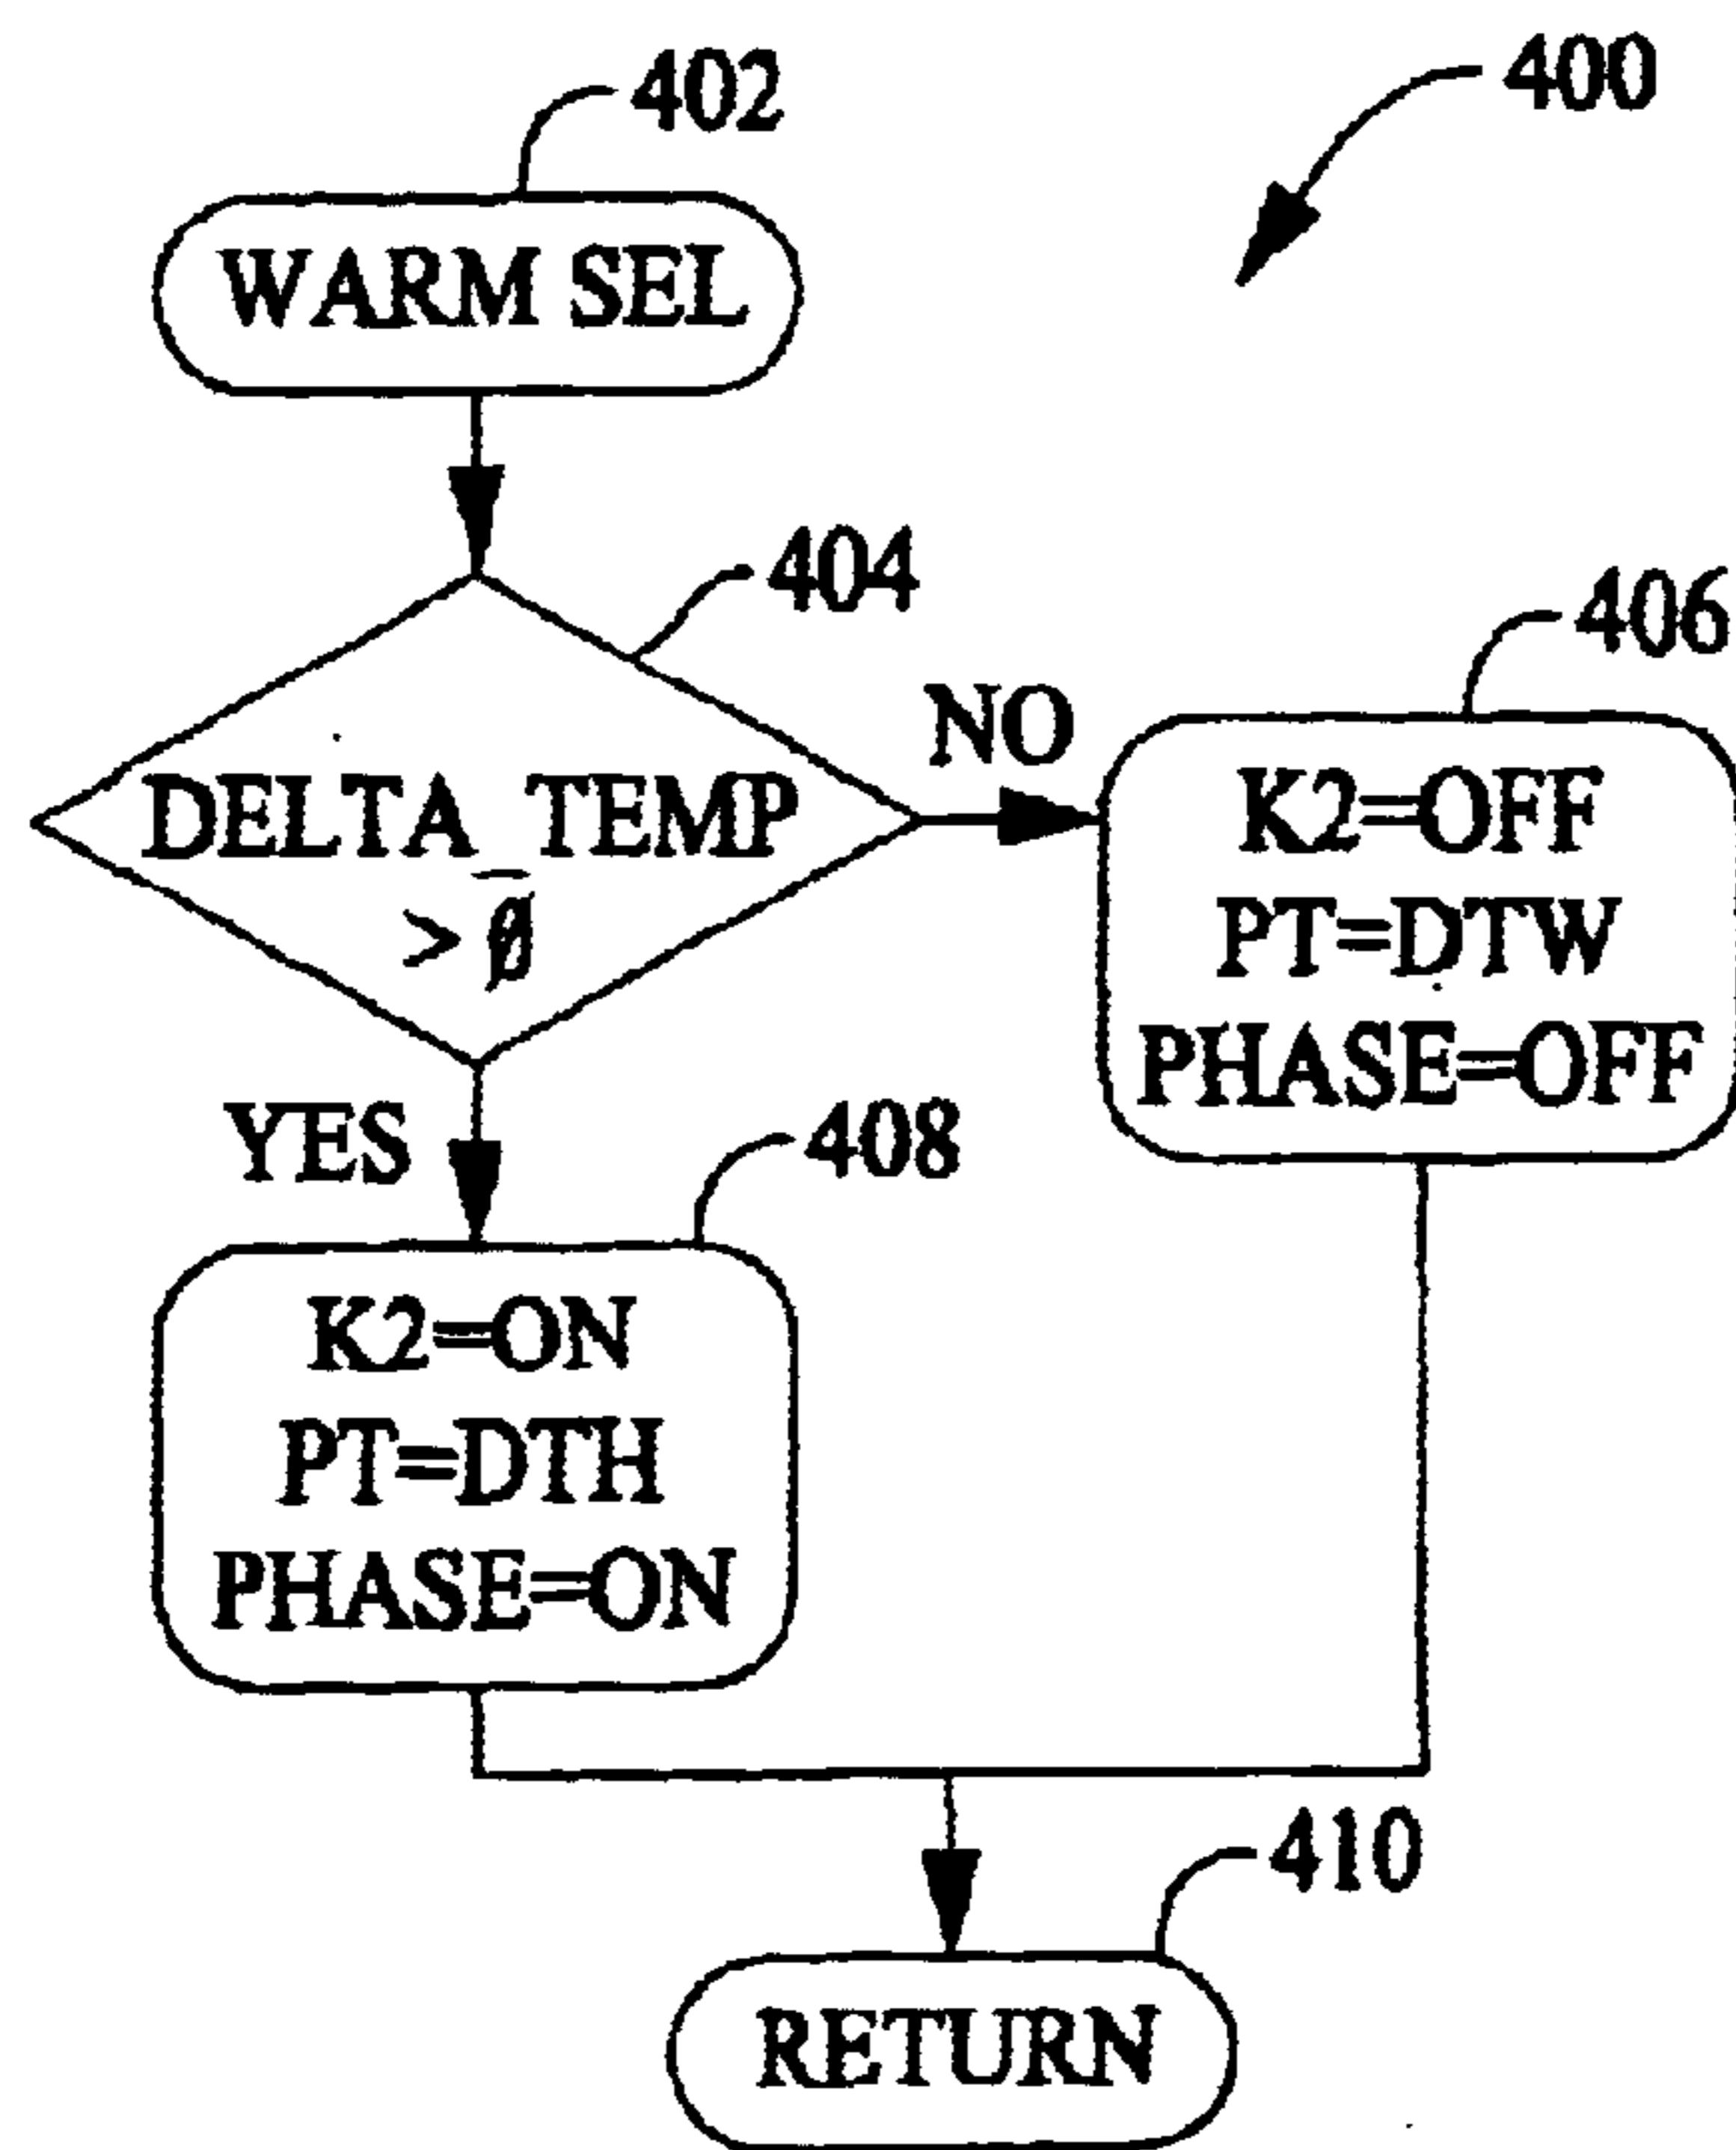 402
400
WARM SEL
404
406
NO
DELTA_TEMP
>Ø
K2=OFF
PT=DTW
PHASE=OFF
YES
408
K2=ON
PT=DTH
PHASE=ON
410
RETURN